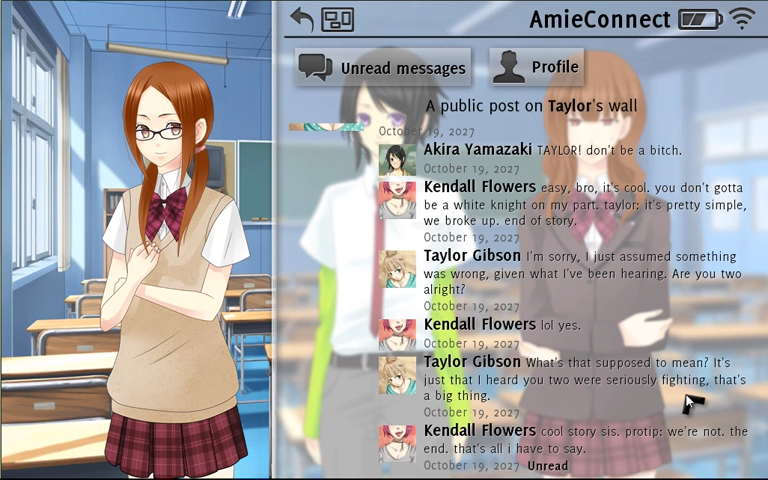 AmieConnect
Unread messages
Profile
A public post on Taylor's wall
October 19, 2027
Akira Yamazaki TAYLOR! don't be a bitch.
October 19, 2027
Kendall Flowers easy, bro, it's cool. you don't gotta
be a white knight on my part. taylor: it's pretty simple,
we broke up. end of story.
October 19, 2027
Taylor Gibson I'm sorry, I just assumed something
was wrong, given what I've been hearing. Are you two
alright?
October 19, 2027
Kendall Flowers lol yes.
October 19, 2027
Taylor Gibson What's that supposed to mean? It's
just that I heard you two were seriously fighting, that's
a big thing.
October 19, 2027
Kendall Flowers cool story sis. protip: we're not. the
end. that's all i have to say.
October 19, 2027 Unread